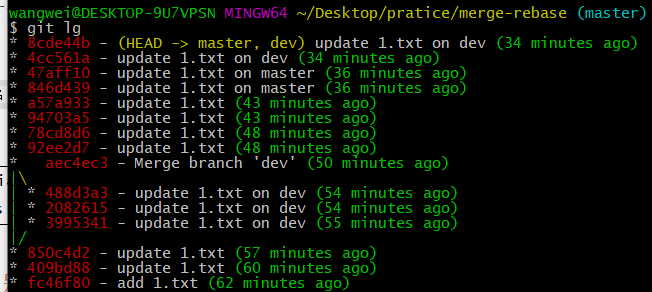 wangwei@DESKTOP-9U7VPSN MINGW64 ~/Desktop/pratice/merge-rebase (master)
$ git lg
* 8cde44b - (HEAD -> master, dev) update 1.txt on dev (34 minutes ago)
* 4cc561a - update 1.txt on dev (34 minutes ago)
* 47aff10 - update 1.txt on master (36 minutes ago)
* 846d439 - update 1.txt on master (36 minutes ago)
* a57a933 - update 1.txt (43 minutes ago)
* 94703a5 - update 1.txt (43 minutes ago)
* 78cd8d6 - update 1.txt (48 minutes ago)
* 92ee2d7 - update 1.txt (48 minutes ago)
*   aec4ec3 - Merge branch 'dev' (50 minutes ago)
|\
| * 488d3a3 - update 1.txt on dev (54 minutes ago)
| * 2082615 - update 1.txt on dev (54 minutes ago)
| * 3995341 - update 1.txt on dev (55 minutes ago)
|/
* 850c4d2 - update 1.txt (57 minutes ago)
* 409bd88 - update 1.txt (60 minutes ago)
* fc46f80 - add 1.txt (62 minutes ago)